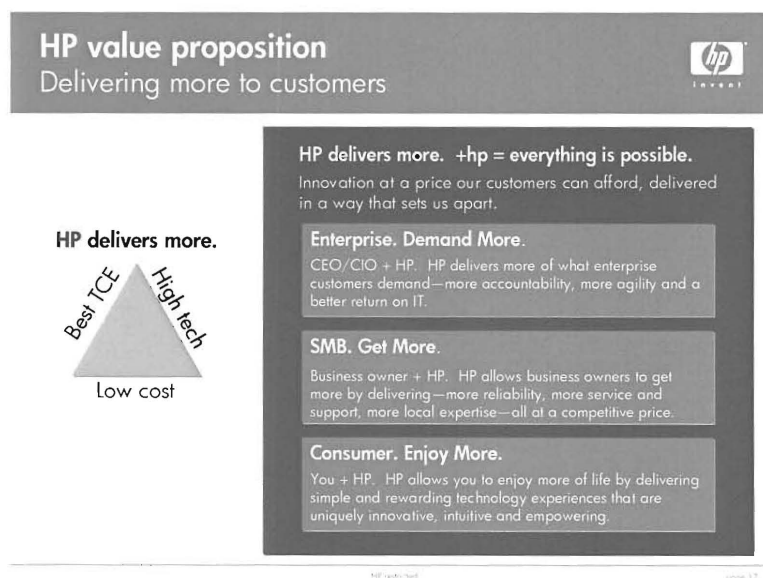 HP value proposition
Delivering more to customers
hp
invent
HP delivers more.
Best TCE
High tech
Low cost
HP delivers more. +hp = everything is possible.
Innovation at a price our customers can afford, delivered
in a way that sets us apart.
Enterprise. Demand More.
CEO/CIO + HP. HP delivers more of what enterprise
customers demand—more accountability, more agility and a
better return on IT.
SMB. Get More.
Business owner + HP. HP allows business owners to get
more by delivering—more reliability, more service and
support, more local expertise—all at a competitive price.
Consumer. Enjoy More.
You + HP. HP allows you to enjoy more of life by delivering
simple and rewarding technology experiences that are
uniquely innovative, intuitive and empowering.